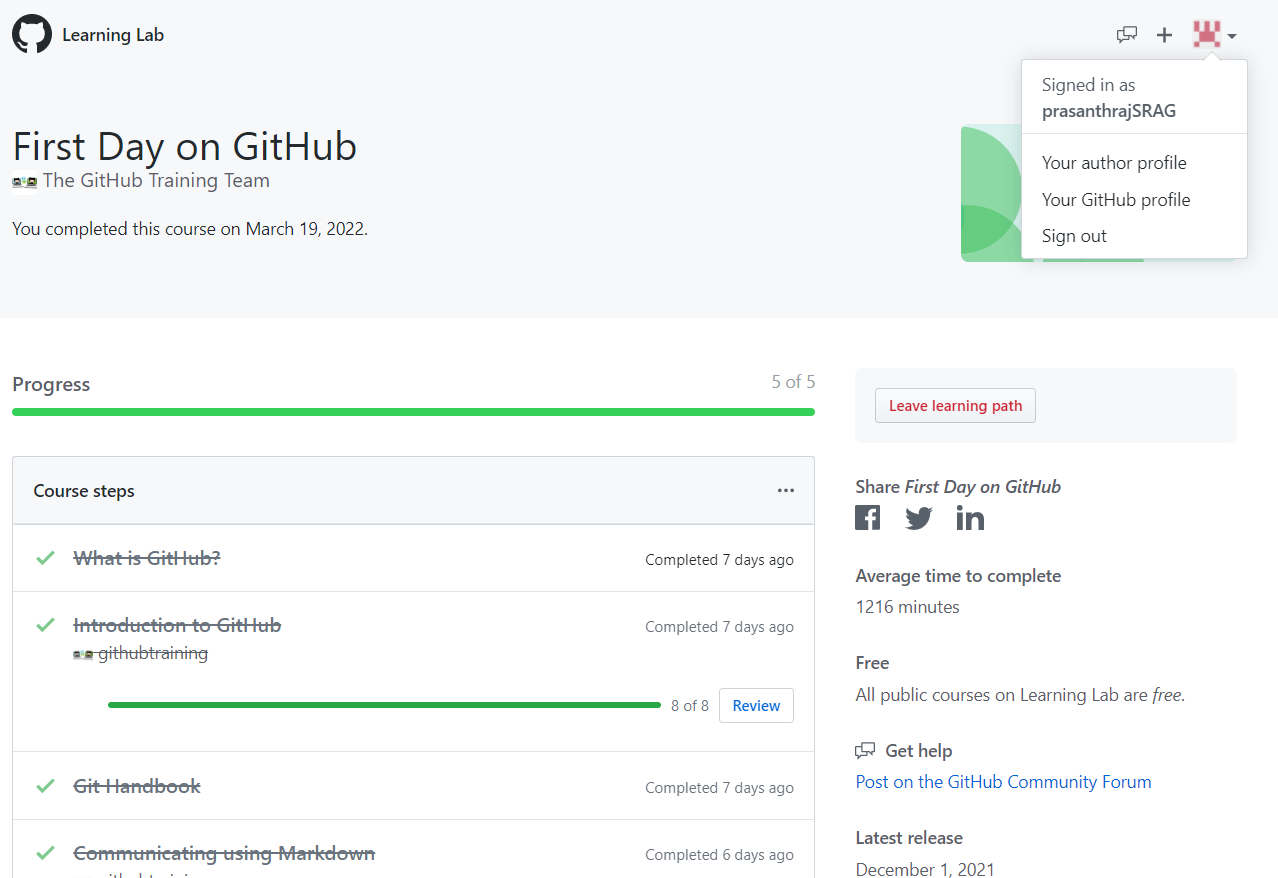 Learning Lab
Signed in as
prasanthrajSRAG
Your author profile
Your GitHub profile
Sign out
First Day on GitHub
The GitHub Training Team
You completed this course on March 19, 2022.
Progress
5 of 5
Course steps
What is GitHub?
Completed 7 days ago
Introduction to GitHub
Completed 7 days ago
githubtraining
8 of 8
Review
Git Handbook
Completed 7 days ago
Communicating using Markdown
Completed 6 days ago
Leave learning path
Share First Day on GitHub
Average time to complete
1216 minutes
Free
All public courses on Learning Lab are free.
Get help
Post on the GitHub Community Forum
Latest release
December 1, 2021